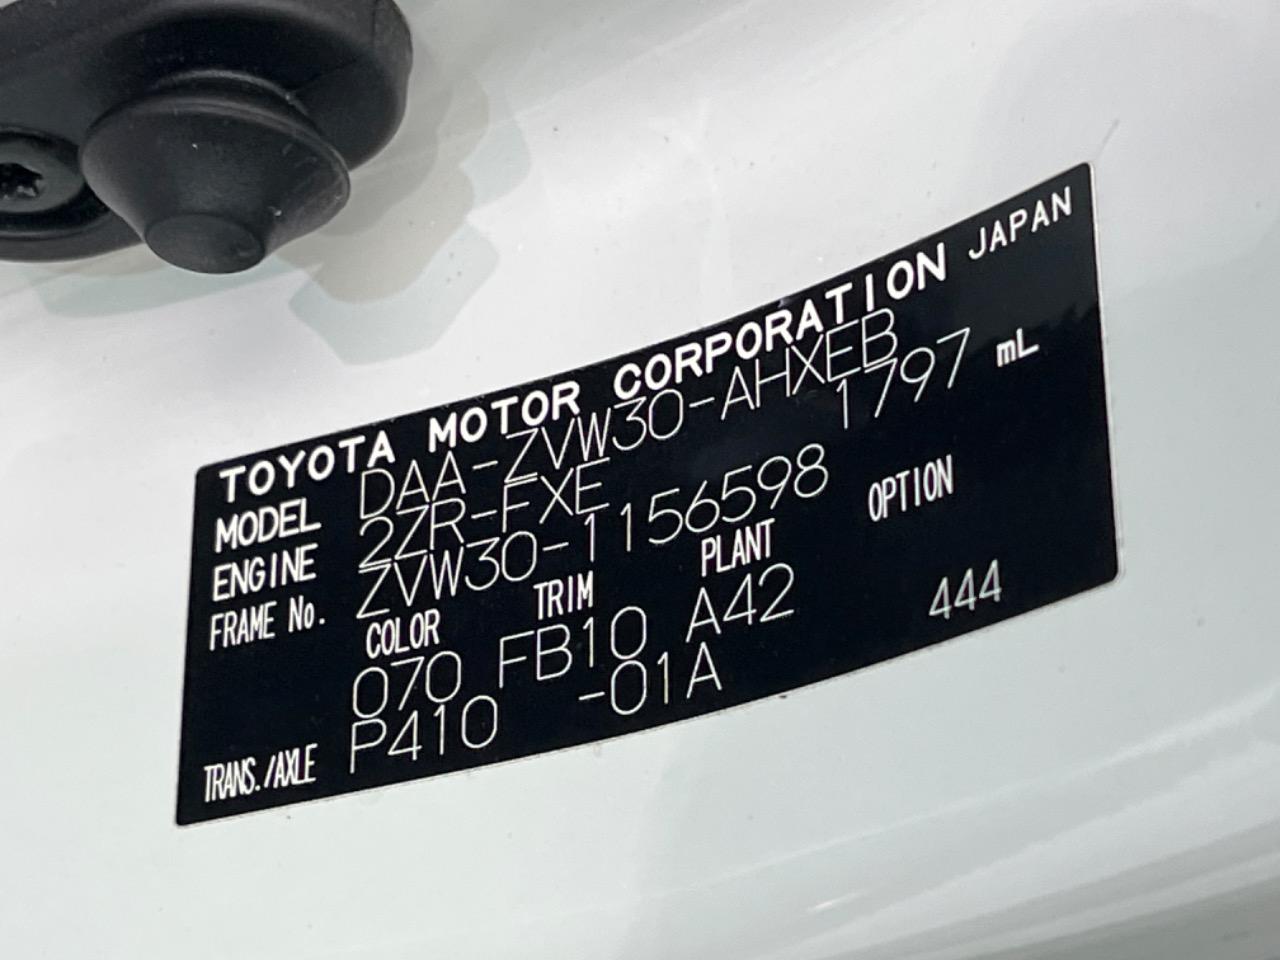 TOYOTA MOTOR CORPORATION JAPAN
MODEL DAA-ZVW30-AHXEB
ENGINE 2ZR-FXE 1797 mL
FRAME No. ZVW30-1156598
COLOR TRIM PLANT OPTION
070 FB10 A42 444
TRANS./AXLE P410 -01A